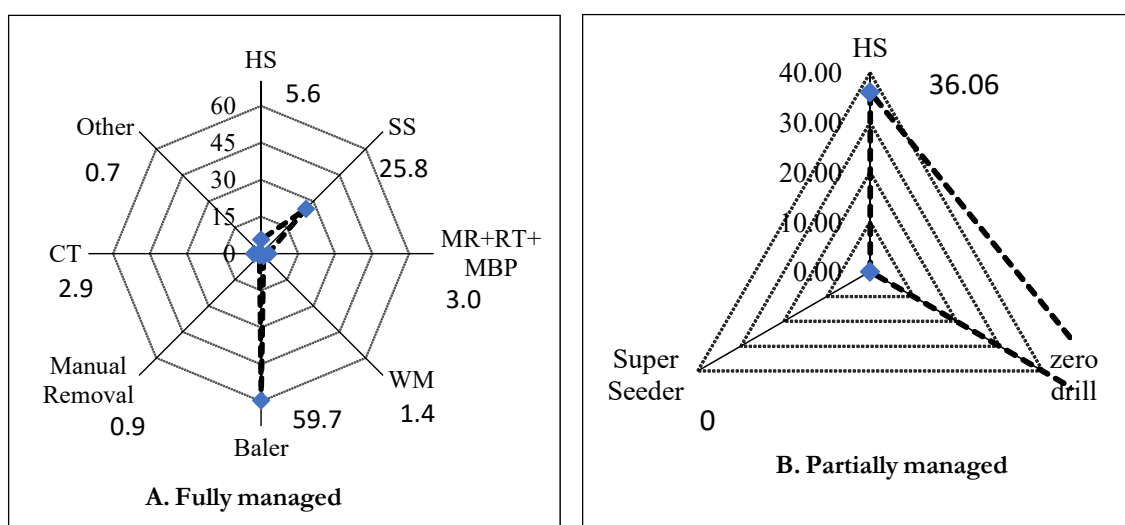 HS
5.6
60
Other
SS
45
0.7
25.8
30
15
MR+RT+
MBP
CT
0
2.9
3.0
Manual
Removal
WM
0.9
59.7
1.4
Baler
A. Fully managed
HS
40.00
36.06
30.00
20.00
10.00
0.00
Super
Seeder
zero
drill
0
B. Partially managed